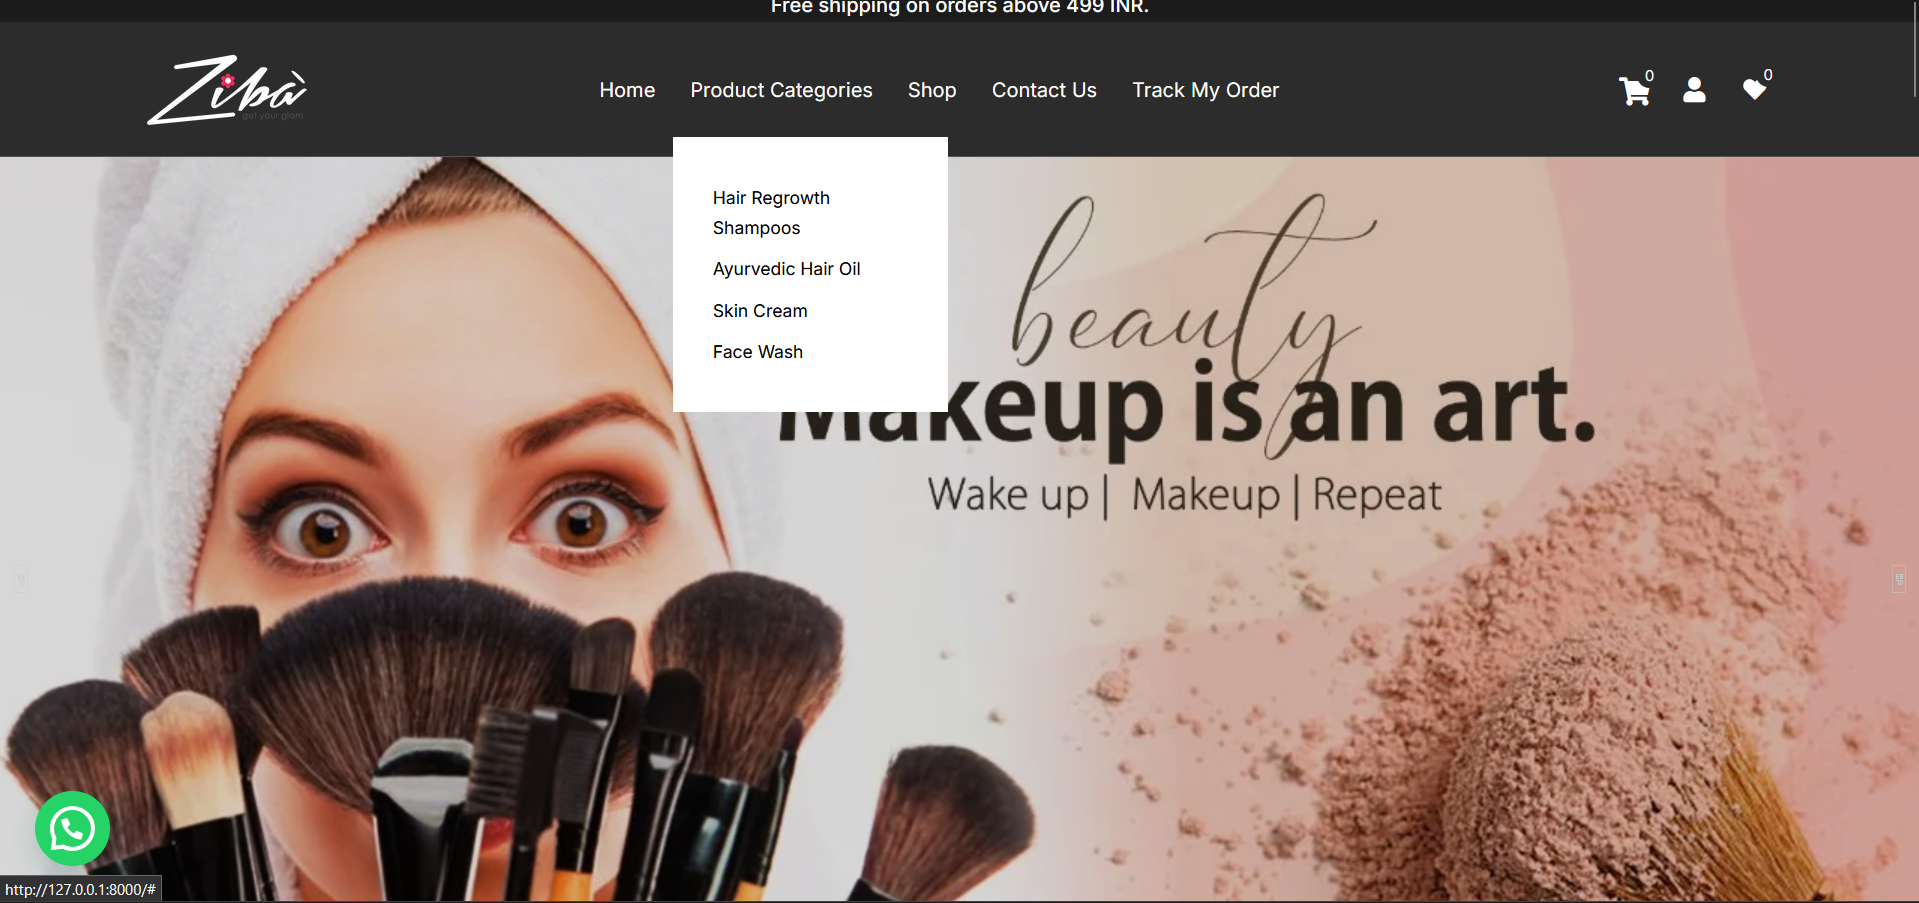 Free shipping on orders above 499 INR.
Ziba
get your glam
Home Product Categories Shop Contact Us Track My Order
0
0
Hair Regrowth
Shampoos
Ayurvedic Hair Oil
Skin Cream
Face Wash
beauty
Makeup is an art.
Wake up | Makeup | Repeat
http://127.0.0.1:8000/#